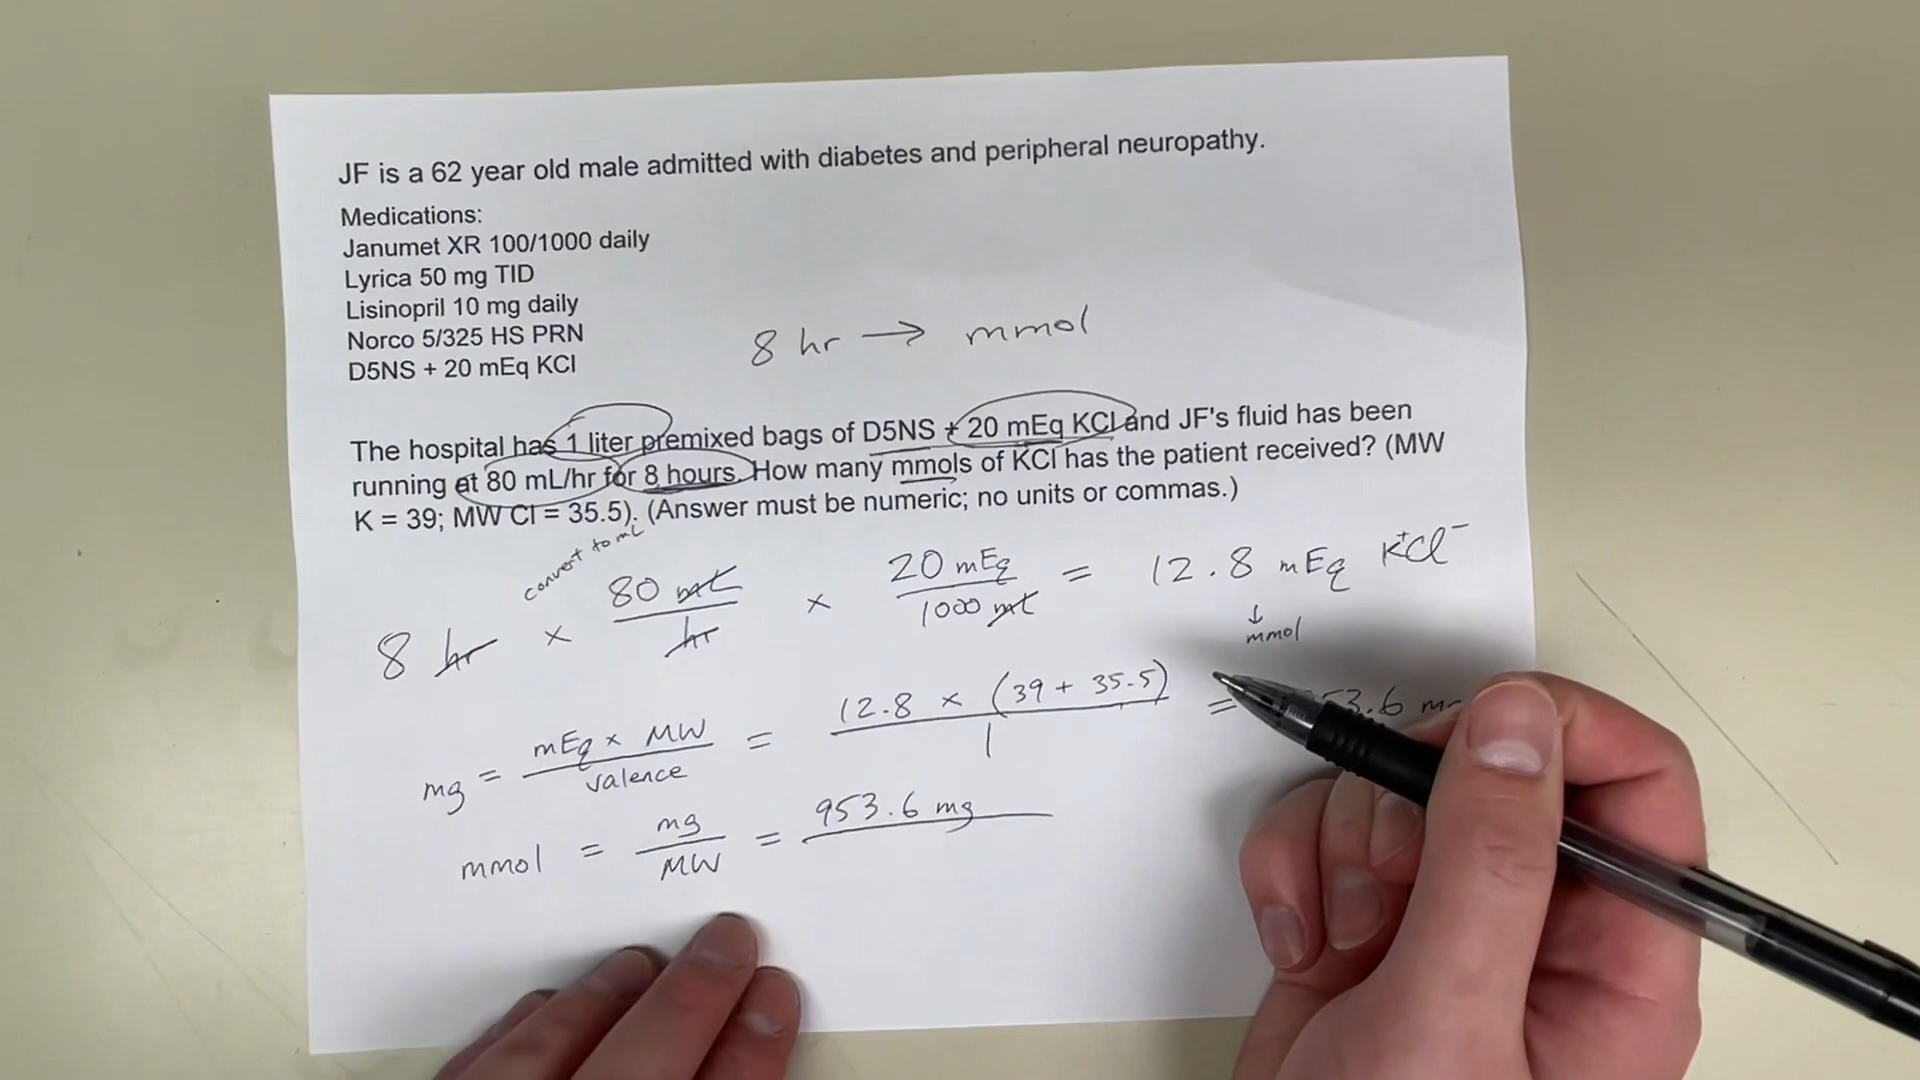 JF is a 62 year old male admitted with diabetes and peripheral neuropathy.
Medications:
Janumet XR 100/1000 daily
Lyrica 50 mg TID
Lisinopril 10 mg daily
Norco 5/325 HS PRN
D5NS + 20 mEq KCl
8 hr → mmol
The hospital has 1 liter premixed bags of D5NS + 20 mEq KCl and JF's fluid has been
running at 80 mL/hr for 8 hours. How many mmols of KCl has the patient received? (MW
K = 39; MW Cl = 35.5). (Answer must be numeric; no units or commas.)
convert to mL
8 hr × 80 mL/hr × 20 mEq/1000 mL = 12.8 mEq K⁺Cl⁻
↓
mmol
mg = mEq × MW/valence = 12.8 × (39 + 35.5)/1 = 53.6
mmol = mg/MW = 953.6 mg